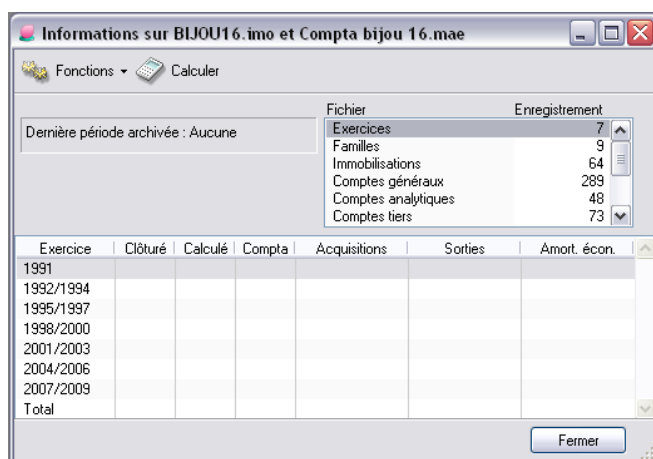 Informations sur BIJOU16.imo et Compta bijou 16.mae
Fonctions Calculer
Dernière période archivée : Aucune
Fichier Enregistrement
Exercices 7
Familles 9
Immobilisations 64
Comptes généraux 289
Comptes analytiques 48
Comptes tiers 73
Exercice Clôturé Calculé Compta Acquisitions Sorties Amort. écon.
1991
1992/1994
1995/1997
1998/2000
2001/2003
2004/2006
2007/2009
Total
Fermer